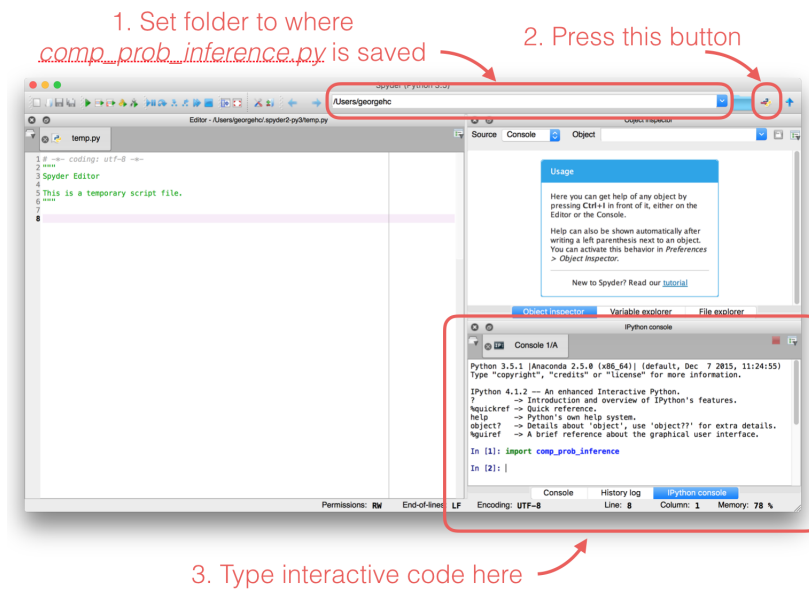 1. Set folder to where
comp_prob_inference.py is saved
2. Press this button
Spyder (Python 3.5)
/Users/georgehc
Editor - /Users/georgehc/.spyder2-py3/temp.py
temp.py
1 # -*- coding: utf-8 -*-
2 """
3 Spyder Editor
4
5 This is a temporary script file.
6 """
7
8
Object inspector
Source Console Object
Usage
Here you can get help of any object by
pressing Ctrl+I in front of it, either on the
Editor or the Console.
Help can also be shown automatically after
writing a left parenthesis next to an object.
You can activate this behavior in Preferences
> Object Inspector.
New to Spyder? Read our tutorial
Object inspector Variable explorer File explorer
IPython console
Console 1/A
Python 3.5.1 |Anaconda 2.5.0 (x86_64)| (default, Dec  7 2015, 11:24:55)
Type "copyright", "credits" or "license" for more information.
IPython 4.1.2 -- An enhanced Interactive Python.
?         -> Introduction and overview of IPython's features.
%quickref -> Quick reference.
help      -> Python's own help system.
object?   -> Details about 'object', use 'object??' for extra details.
%guiref   -> A brief reference about the graphical user interface.
In [1]: import comp_prob_inference
In [2]:
Console History log IPython console
Permissions: RW End-of-lines: LF Encoding: UTF-8 Line: 8 Column: 1 Memory: 78 %
3. Type interactive code here